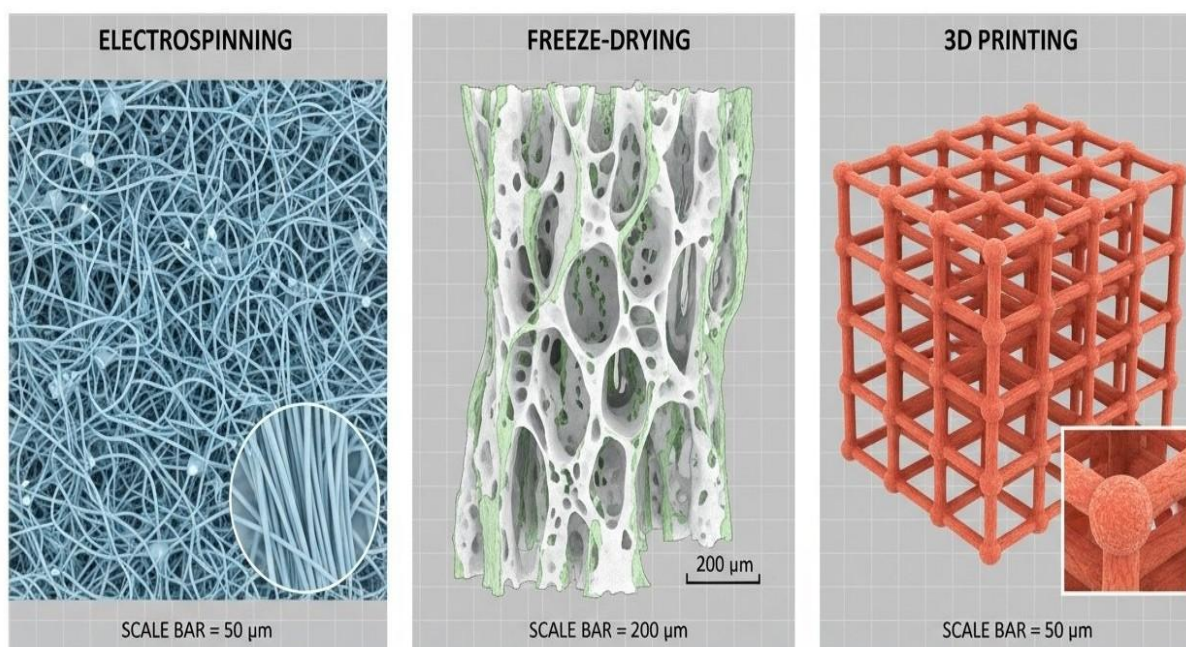 ELECTROSPINNING
SCALE BAR = 50 μm
FREEZE-DRYING
200 μm
SCALE BAR = 200 μm
3D PRINTING
SCALE BAR = 50 μm